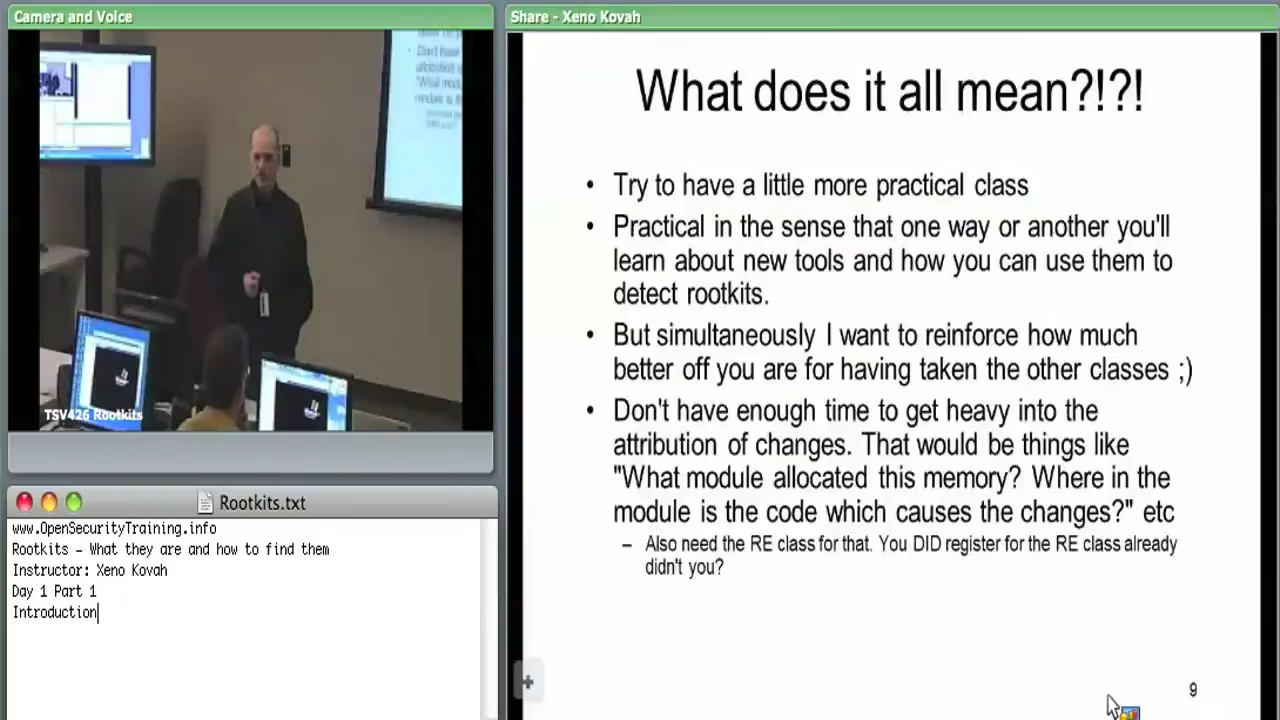 Camera and Voice
Share - Xeno Kovah
TSV426 Rootkits
Rootkits.txt
www.OpenSecurityTraining.info
Rootkits – What they are and how to find them
Instructor: Xeno Kovah
Day 1 Part 1
Introduction
What does it all mean?!?!
• Try to have a little more practical class
• Practical in the sense that one way or another you'll
learn about new tools and how you can use them to
detect rootkits.
• But simultaneously I want to reinforce how much
better off you are for having taken the other classes ;)
• Don't have enough time to get heavy into the
attribution of changes. That would be things like
"What module allocated this memory? Where in the
module is the code which causes the changes?" etc
– Also need the RE class for that. You DID register for the RE class already
didn't you?
9